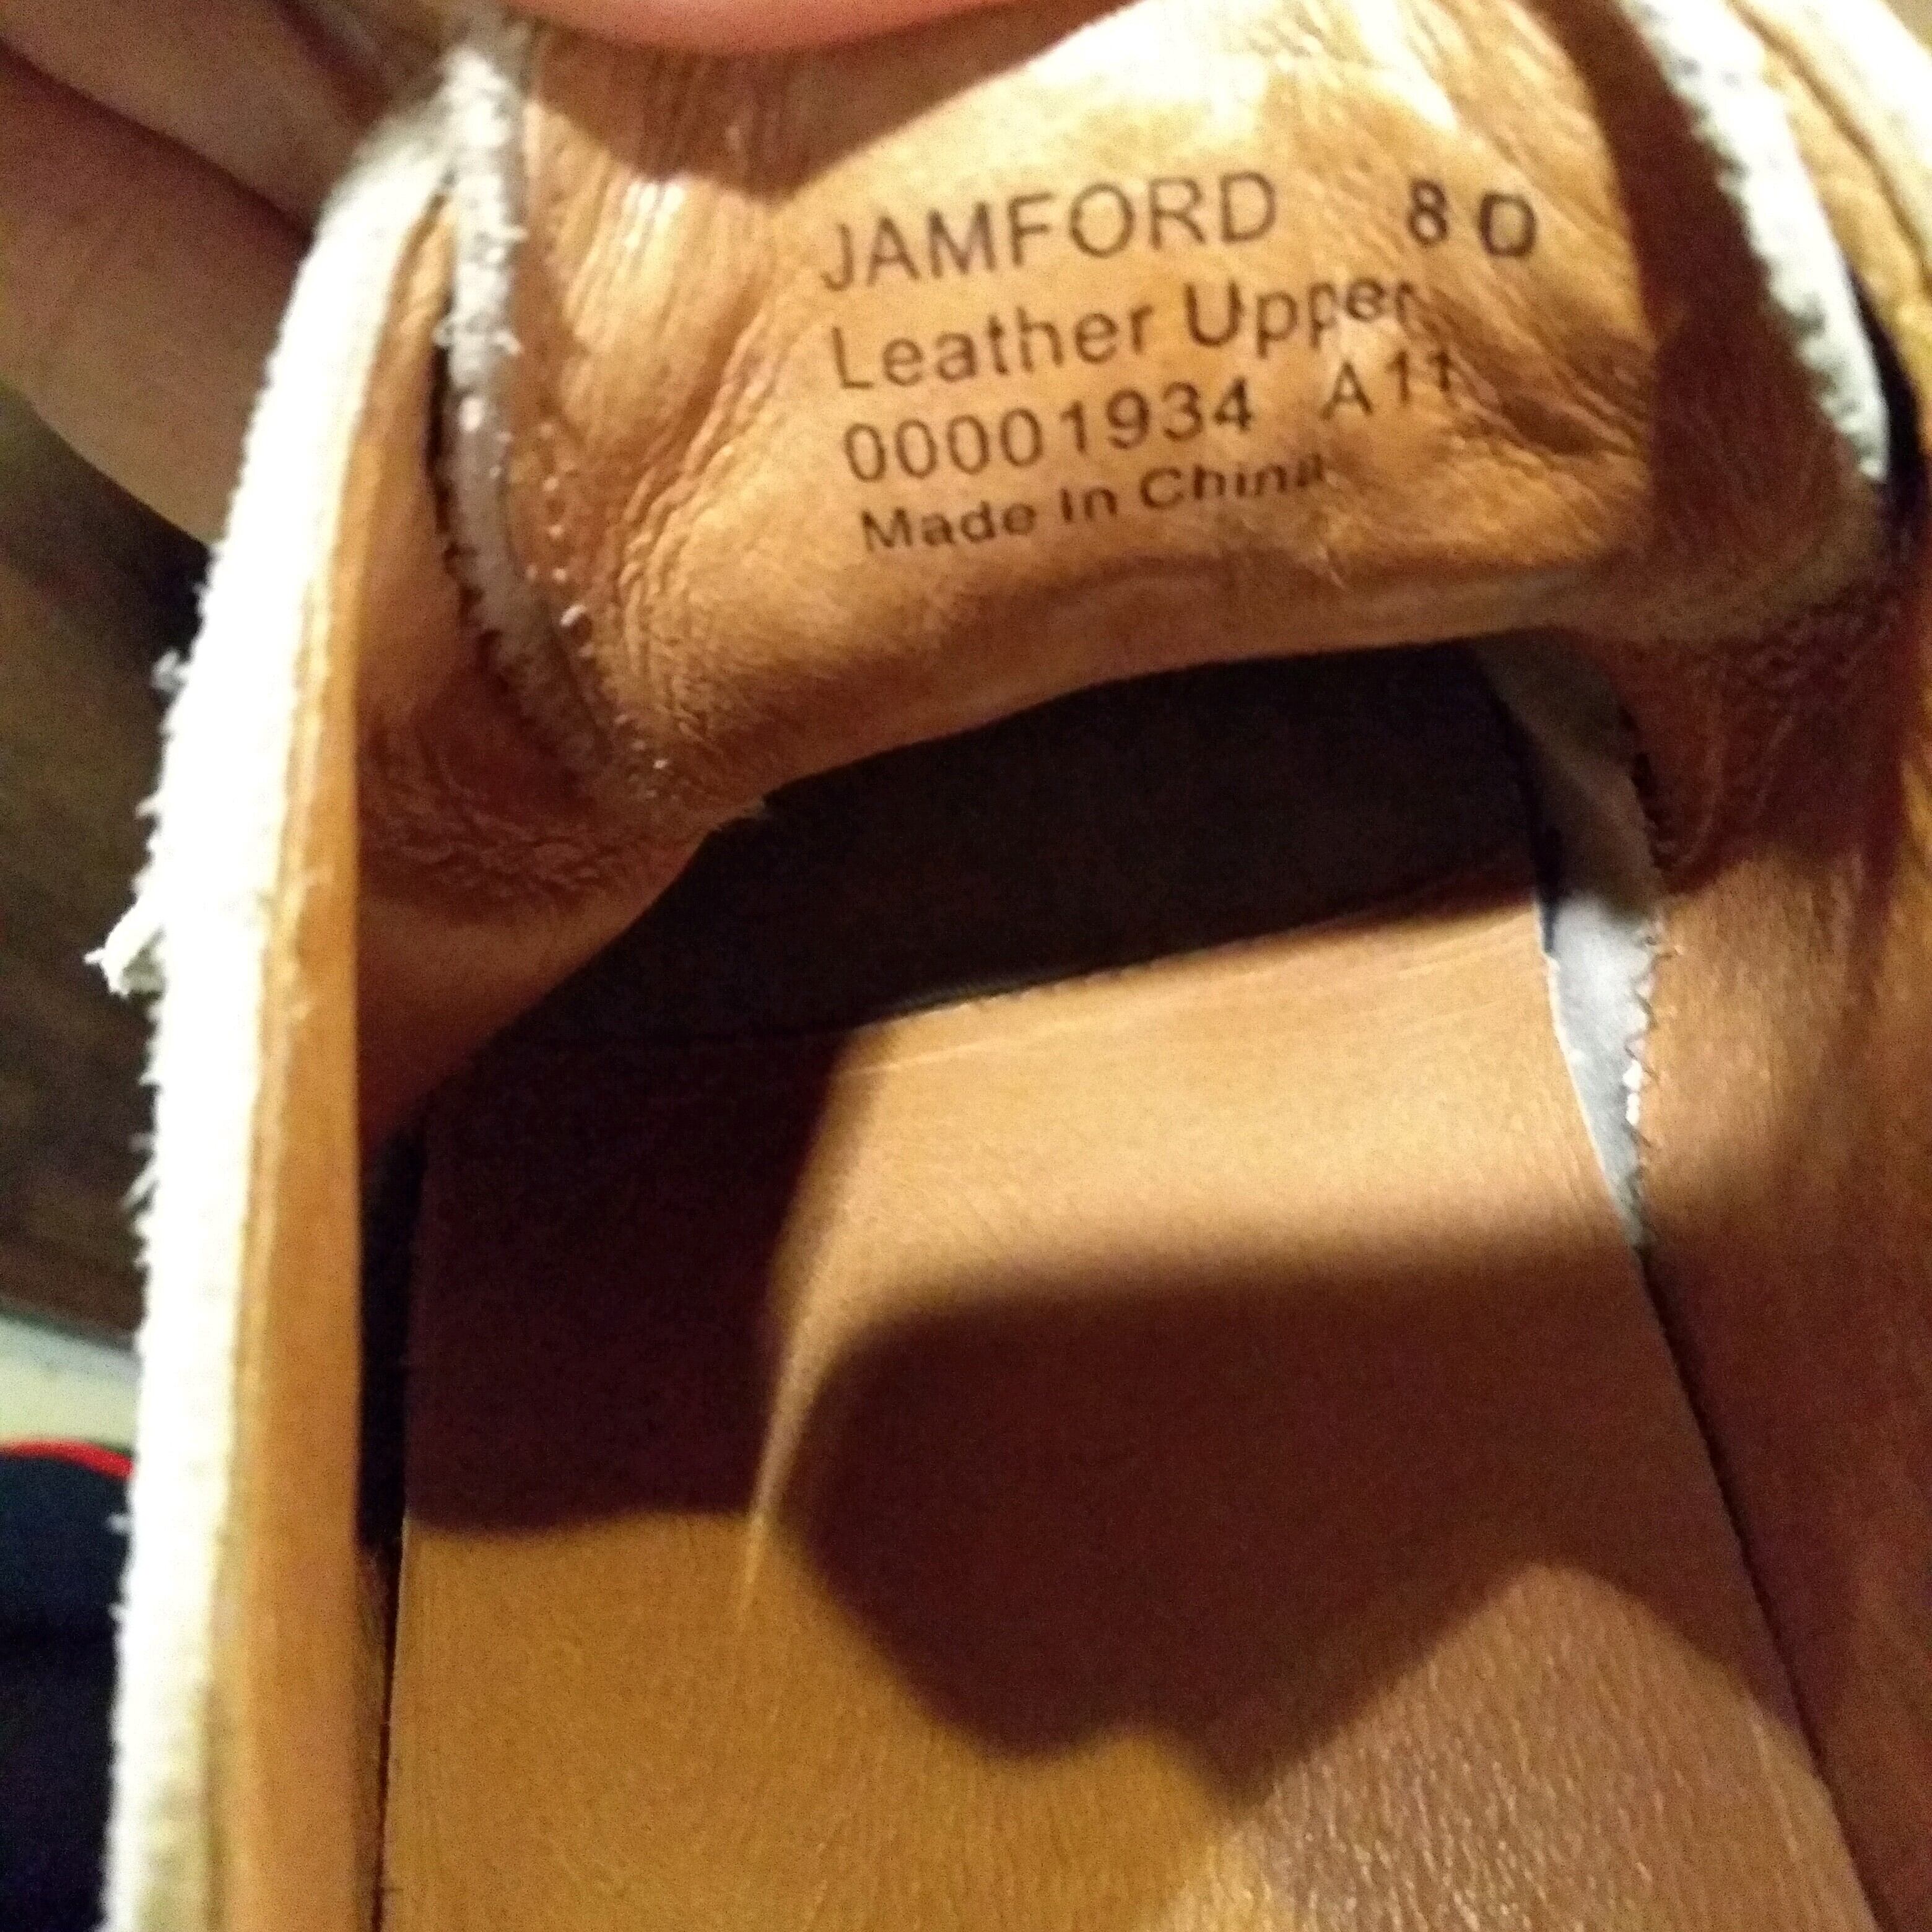 JAMFORD 8 D
Leather Upper
00001934 A11
Made In China